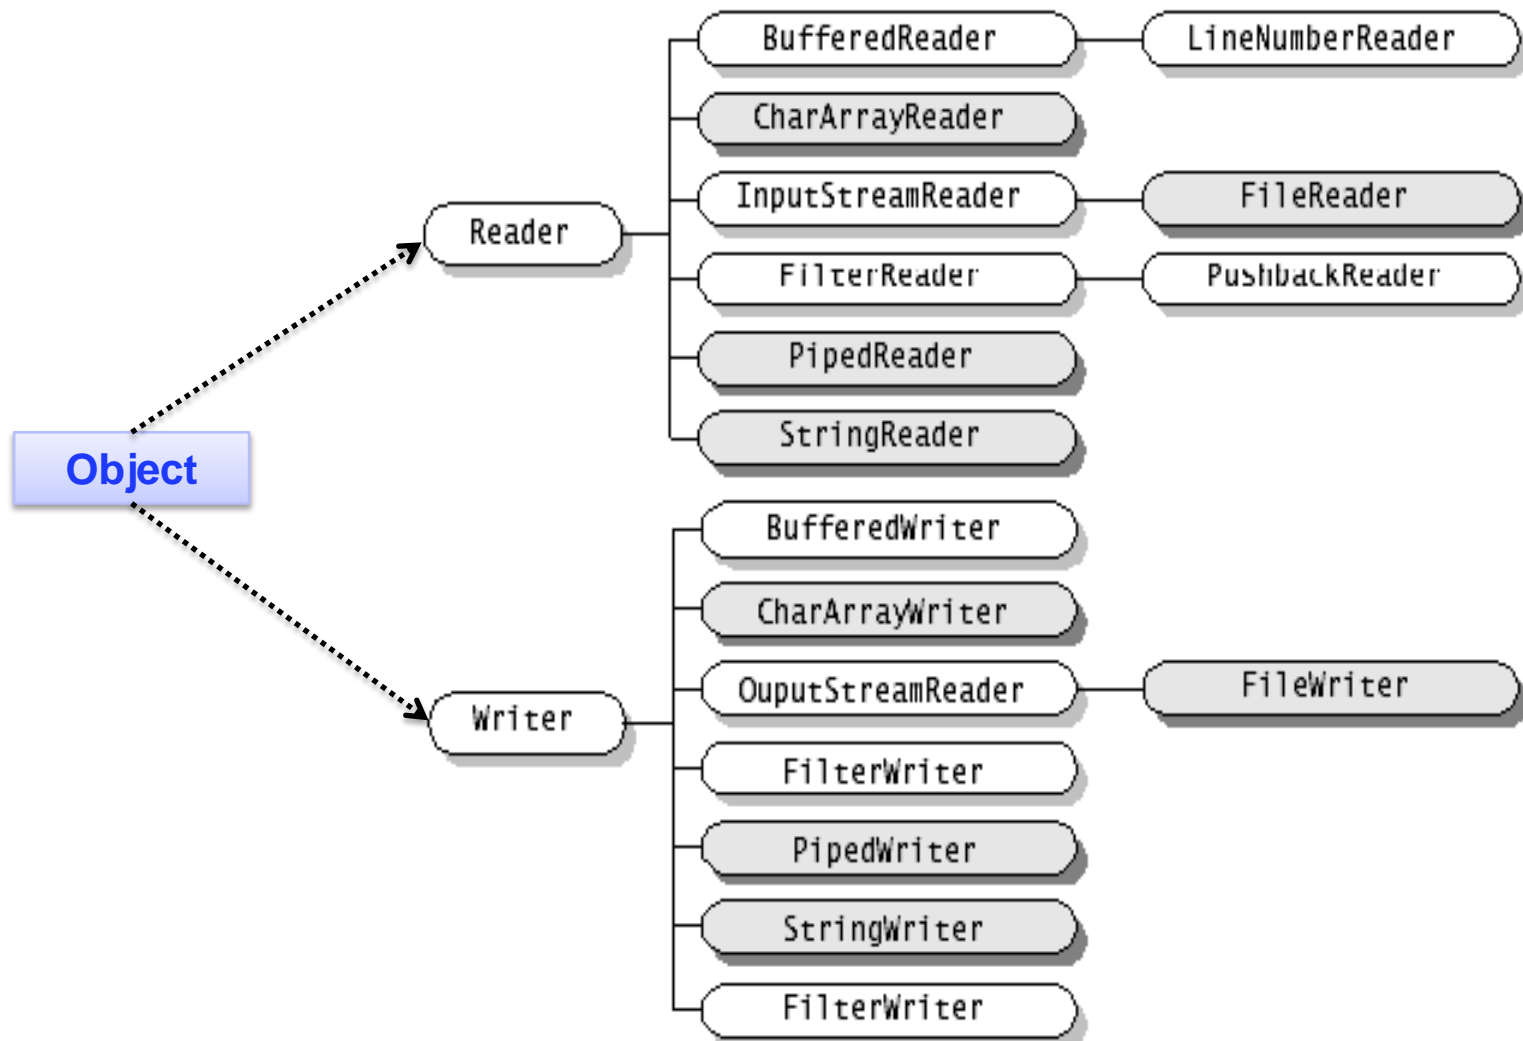 BufferedReader
LineNumberReader
CharArrayReader
InputStreamReader
FileReader
Reader
FilterReader
PushbackReader
PipedReader
StringReader
Object
BufferedWriter
CharArrayWriter
OuputStreamReader
FileWriter
Writer
FilterWriter
PipedWriter
StringWriter
FilterWriter